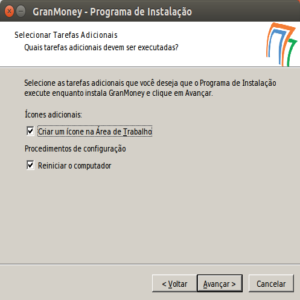 GranMoney - Programa de Instalação
Selecionar Tarefas Adicionais
Quais tarefas adicionais devem ser executadas?
Selecione as tarefas adicionais que você deseja que o Programa de Instalação
execute enquanto instala GranMoney e clique em Avançar.
Ícones adicionais:
Criar um ícone na Área de Trabalho
Procedimentos de configuração
Reiniciar o computador
< Voltar
Avançar >
Cancelar